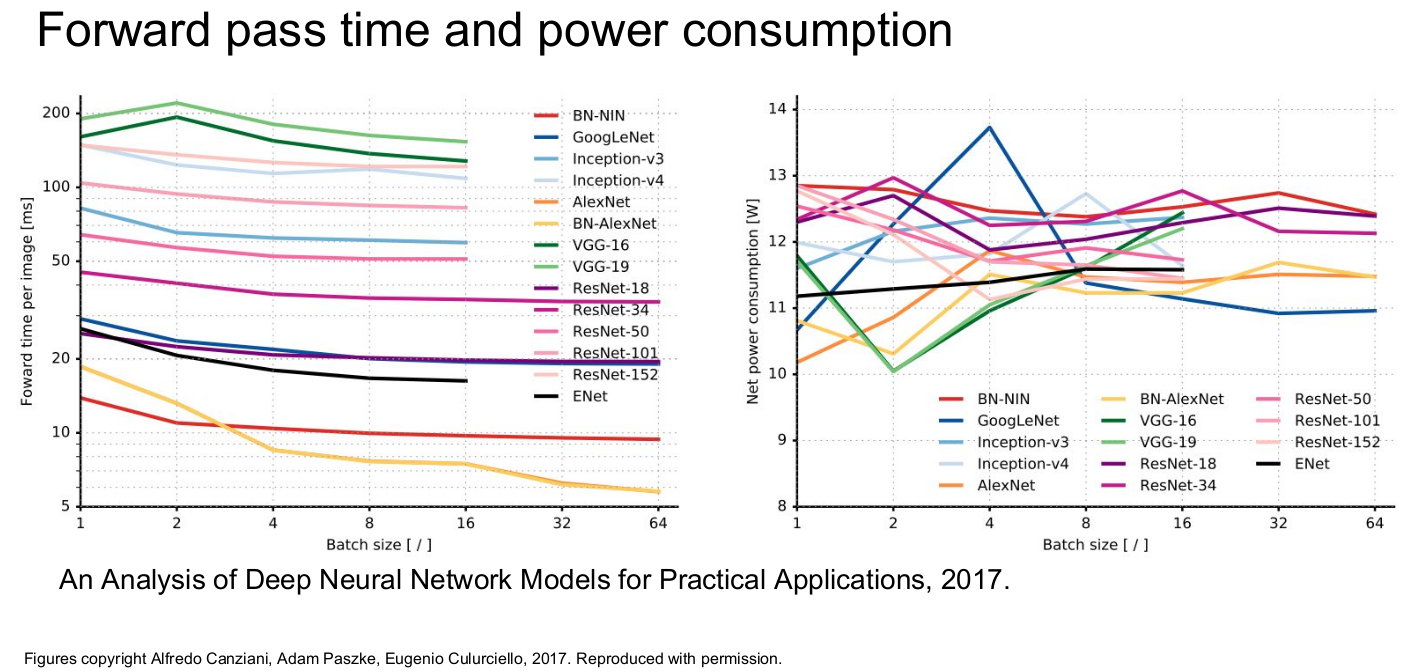 Forward pass time and power consumption
200
100
50
20
10
5
1 2 4 8 16 32 64
Foward time per image [ms]
Batch size [ / ]
BN-NIN
GoogLeNet
Inception-v3
Inception-v4
AlexNet
BN-AlexNet
VGG-16
VGG-19
ResNet-18
ResNet-34
ResNet-50
ResNet-101
ResNet-152
ENet
14
13
12
11
10
9
8
1 2 4 8 16 32 64
Net power consumption [W]
Batch size [ / ]
BN-NIN
GoogLeNet
Inception-v3
Inception-v4
AlexNet
BN-AlexNet
VGG-16
VGG-19
ResNet-18
ResNet-34
ResNet-50
ResNet-101
ResNet-152
ENet
An Analysis of Deep Neural Network Models for Practical Applications, 2017.
Figures copyright Alfredo Canziani, Adam Paszke, Eugenio Culurciello, 2017. Reproduced with permission.